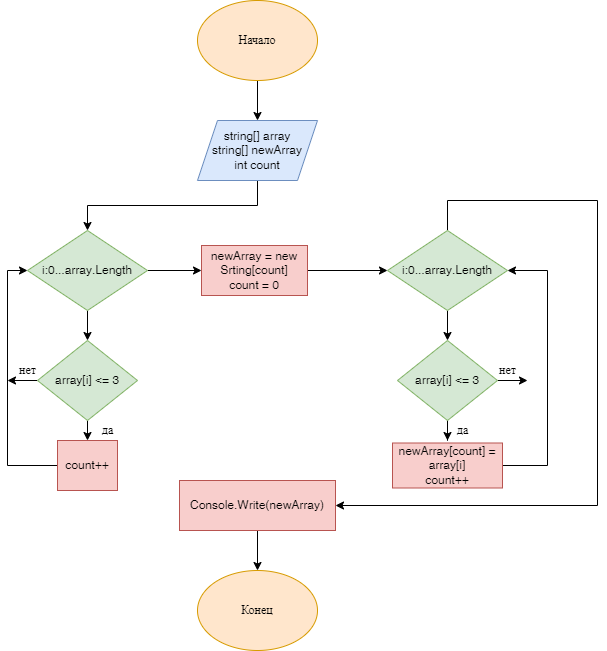 Начало
string[] array
string[] newArray
int count
i:0...array.Length
newArray = new
Srting[count]
count = 0
i:0...array.Length
нет
array[i] <= 3
да
count++
array[i] <= 3
нет
да
newArray[count] =
array[i]
count++
Console.Write(newArray)
Конец